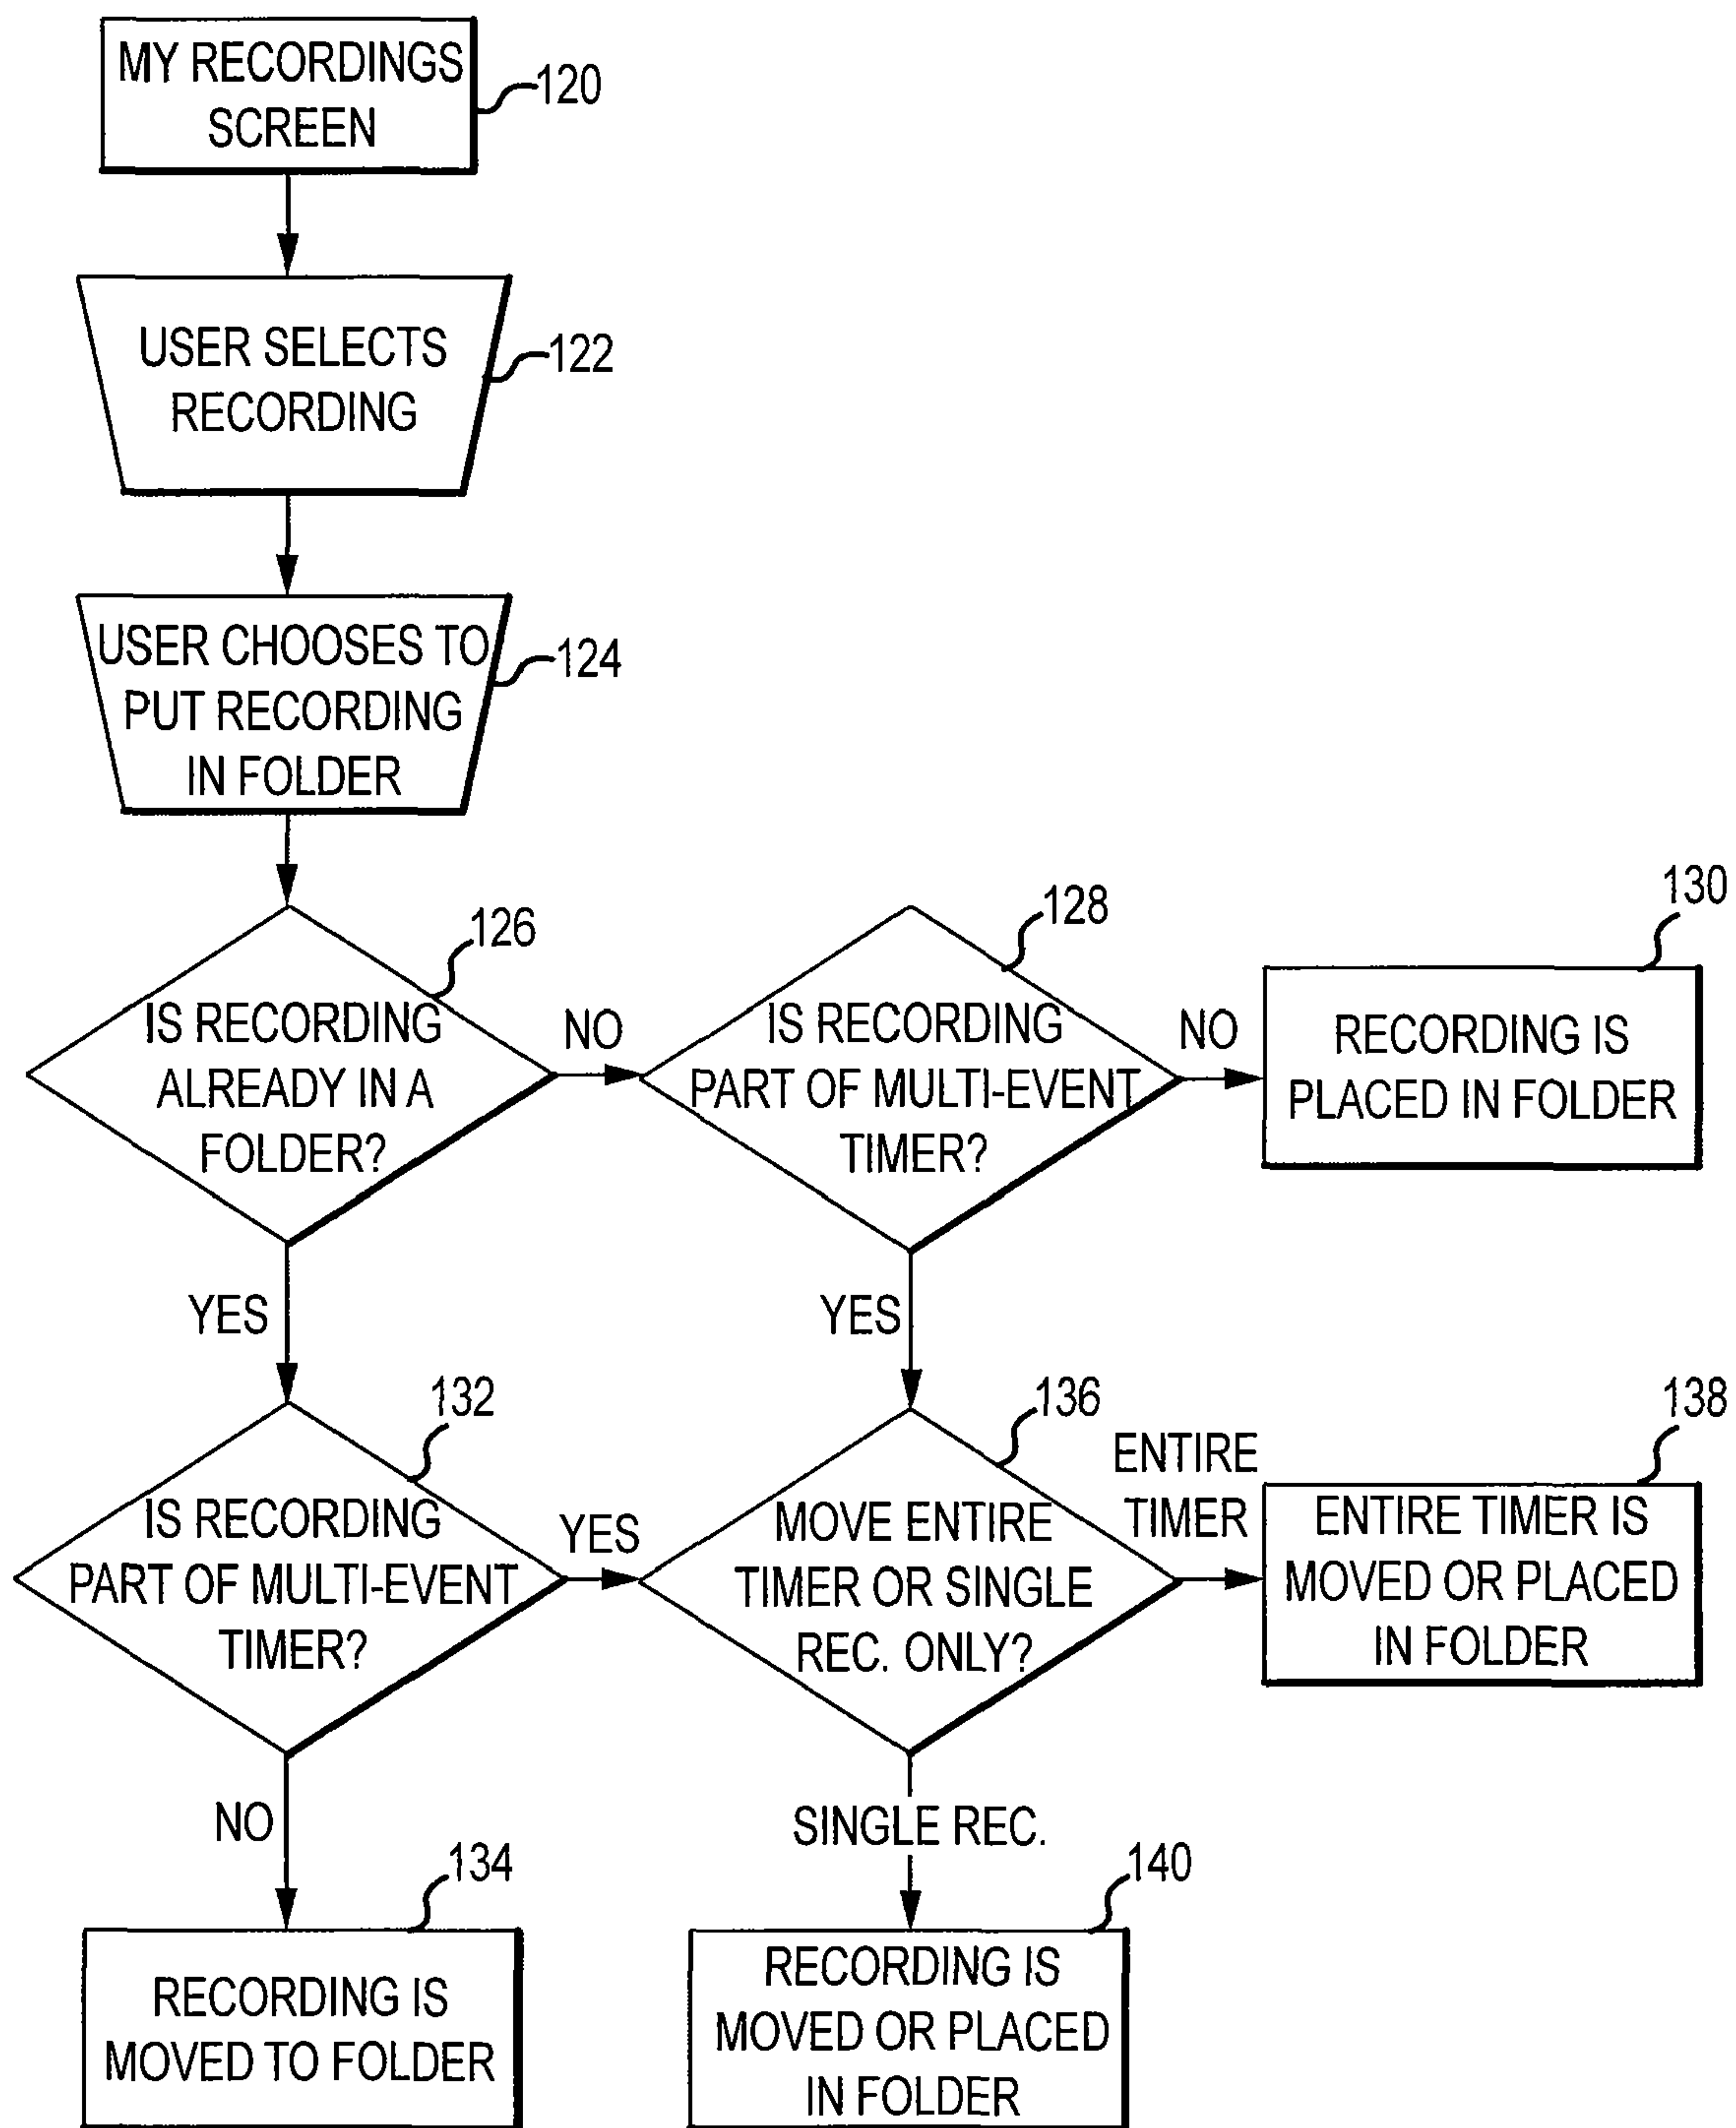 MY RECORDINGS
SCREEN
120
USER SELECTS
RECORDING
122
USER CHOOSES TO
PUT RECORDING
IN FOLDER
124
IS RECORDING
ALREADY IN A
FOLDER?
126
NO
IS RECORDING
PART OF MULTI-EVENT
TIMER?
128
NO
RECORDING IS
PLACED IN FOLDER
130
YES
YES
IS RECORDING
PART OF MULTI-EVENT
TIMER?
132
YES
MOVE ENTIRE
TIMER OR SINGLE
REC. ONLY?
136
ENTIRE
TIMER
ENTIRE TIMER IS
MOVED OR PLACED
IN FOLDER
138
NO
SINGLE REC.
RECORDING IS
MOVED TO FOLDER
134
RECORDING IS
MOVED OR PLACED
IN FOLDER
140